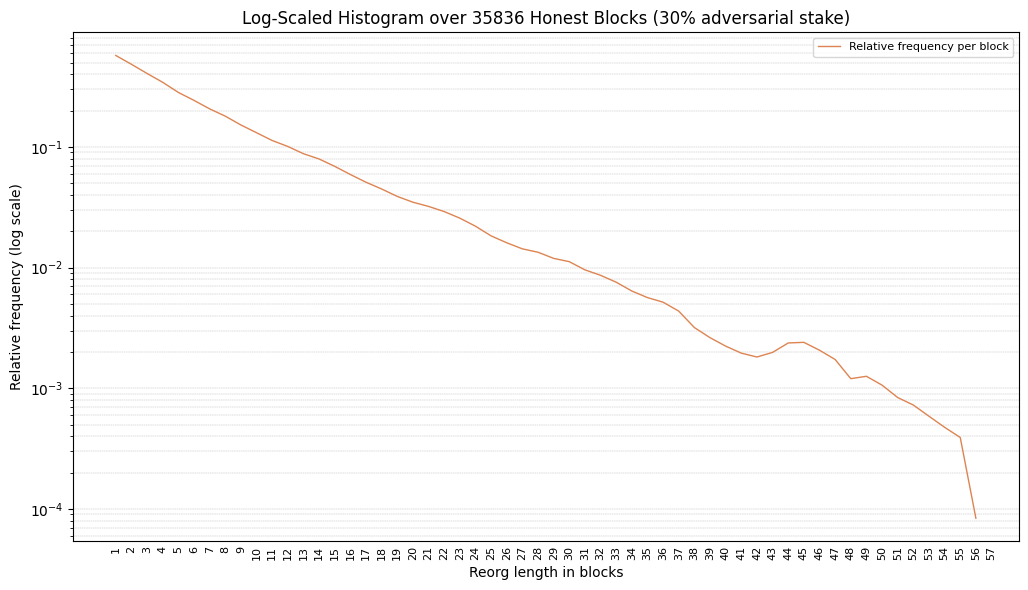 Log-Scaled Histogram over 35836 Honest Blocks (30% adversarial stake)
Relative frequency per block
Relative frequency (log scale)
10⁻¹
10⁻²
10⁻³
10⁻⁴
1 2 3 4 5 6 7 8 9 10 11 12 13 14 15 16 17 18 19 20 21 22 23 24 25 26 27 28 29 30 31 32 33 34 35 36 37 38 39 40 41 42 43 44 45 46 47 48 49 50 51 52 53 54 55 56 57
Reorg length in blocks